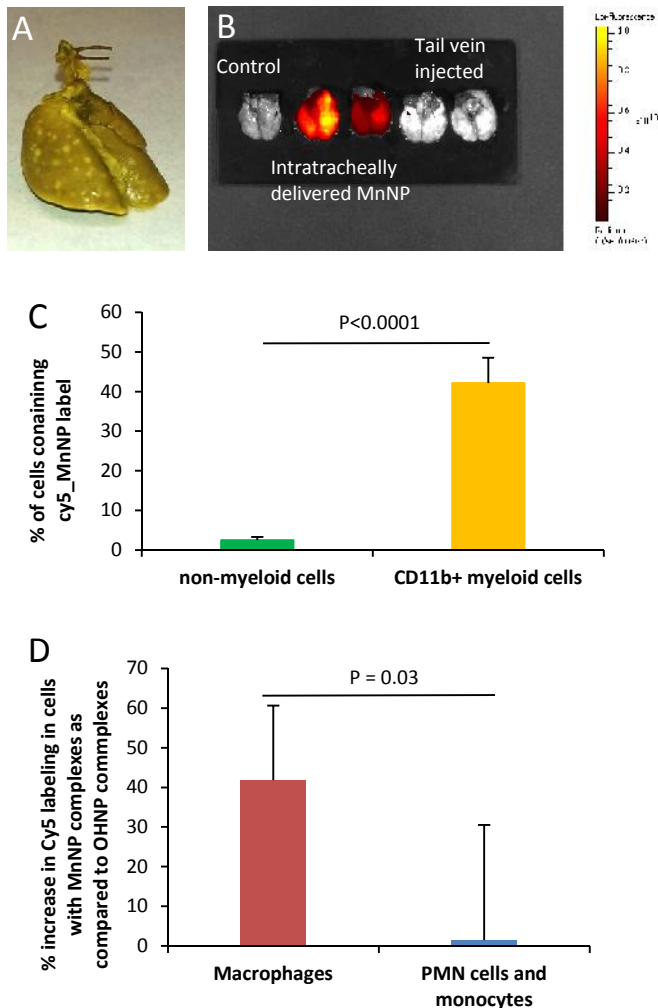 A
B
Control
Tail vein
injected
Intratracheally
delivered MnNP
C
% of cells conaininng
cy5_MnNP label
60
50
40
30
20
10
0
P<0.0001
non-myeloid cells
CD11b+ myeloid cells
D
% increase in Cy5 labeling in cells
with MnNP complexes as
compared to OHNP commplexes
70
60
50
40
30
20
10
0
P = 0.03
Macrophages
PMN cells and
monocytes